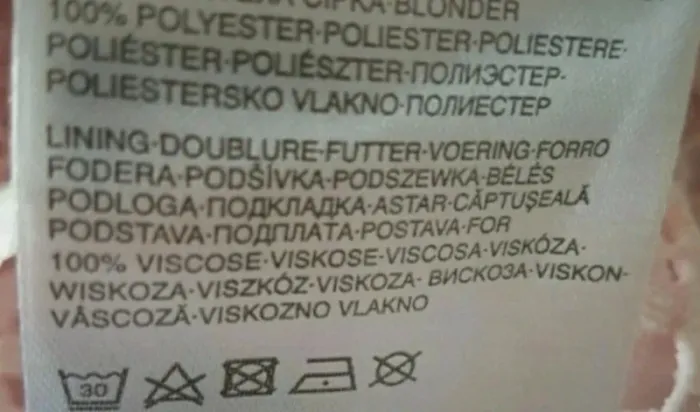 ČIPKA·BLONDER
100% POLYESTER·POLIESTER·POLIESTERE·
POLIÉSTER·POLIÉSZTER·ПОЛИЭСТЕР·
POLIESTERSKO VLAKNO·ПОЛИЕСТЕР
LINING·DOUBLURE·FUTTER·VOERING·FORRO
FODERA·PODŠÍVKA·PODSZEWKA·BÉLÉS
PODLOGA·ПОДКЛАДКА·ASTAR·CĂPTUŞEALĂ
PODSTAVA·ПОДПЛАТА·POSTAVA·FOR
100% VISCOSE·VISKOSE·VISCOSA·VISKÓZA·
WISKOZA·VISZKÓZ·VISKOZA· ВИСКОЗА·VISKON·
VÂSCOZĂ·VISKOZNO VLAKNO
30